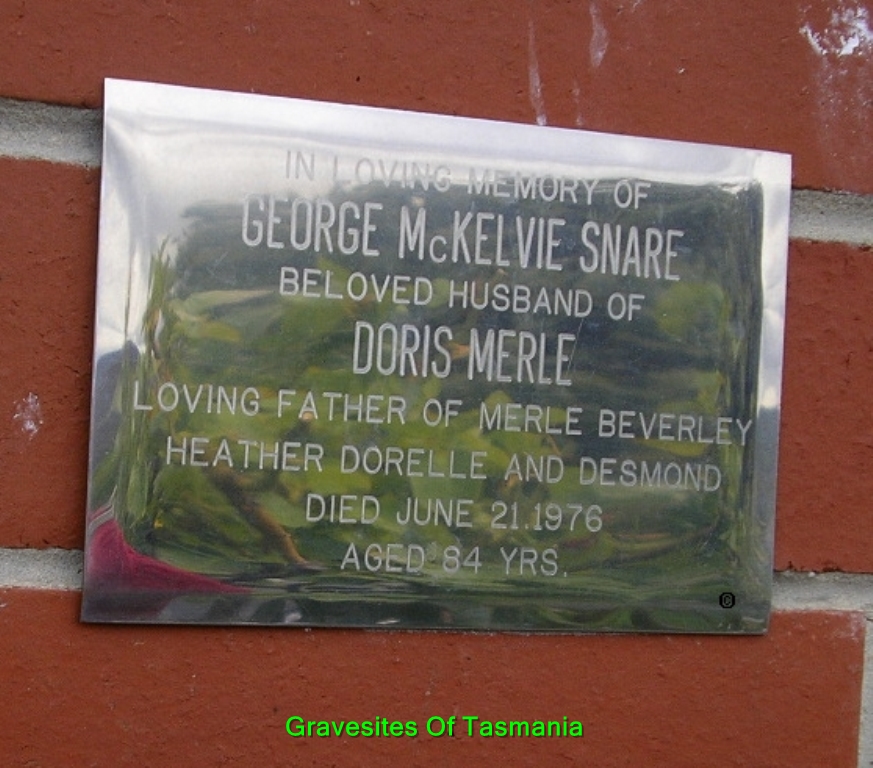 IN LOVING MEMORY OF
GEORGE McKELVIE SNARE
BELOVED HUSBAND OF
DORIS MERLE
LOVING FATHER OF MERLE BEVERLEY
HEATHER DORELLE AND DESMOND
DIED JUNE 21.1976
AGED 84 YRS.
©
Gravesites Of Tasmania